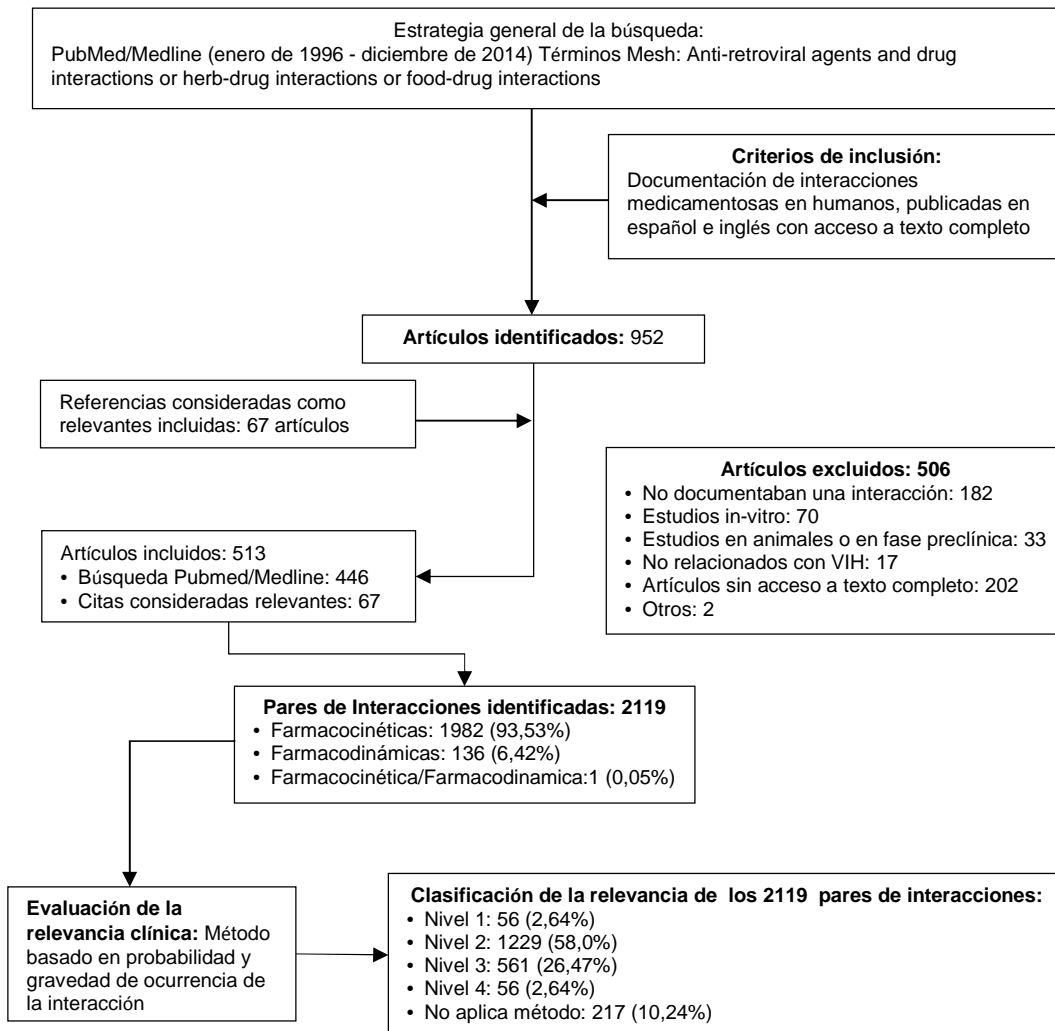 Estrategia general de la búsqueda:
PubMed/Medline (enero de 1996 - diciembre de 2014) Términos Mesh: Anti-retroviral agents and drug
interactions or herb-drug interactions or food-drug interactions
Criterios de inclusión:
Documentación de interacciones
medicamentosas en humanos, publicadas en
español e inglés con acceso a texto completo
Artículos identificados: 952
Referencias consideradas como
relevantes incluidas: 67 artículos
Artículos excluidos: 506
• No documentaban una interacción: 182
• Estudios in-vitro: 70
• Estudios en animales o en fase preclínica: 33
• No relacionados con VIH: 17
• Artículos sin acceso a texto completo: 202
• Otros: 2
Artículos incluidos: 513
• Búsqueda Pubmed/Medline: 446
• Citas consideradas relevantes: 67
Pares de Interacciones identificadas: 2119
• Farmacocinéticas: 1982 (93,53%)
• Farmacodinámicas: 136 (6,42%)
• Farmacocinética/Farmacodinamica:1 (0,05%)
Evaluación de la
relevancia clínica: Método
basado en probabilidad y
gravedad de ocurrencia de
la interacción
Clasificación de la relevancia de los 2119 pares de interacciones:
• Nivel 1: 56 (2,64%)
• Nivel 2: 1229 (58,0%)
• Nivel 3: 561 (26,47%)
• Nivel 4: 56 (2,64%)
• No aplica método: 217 (10,24%)